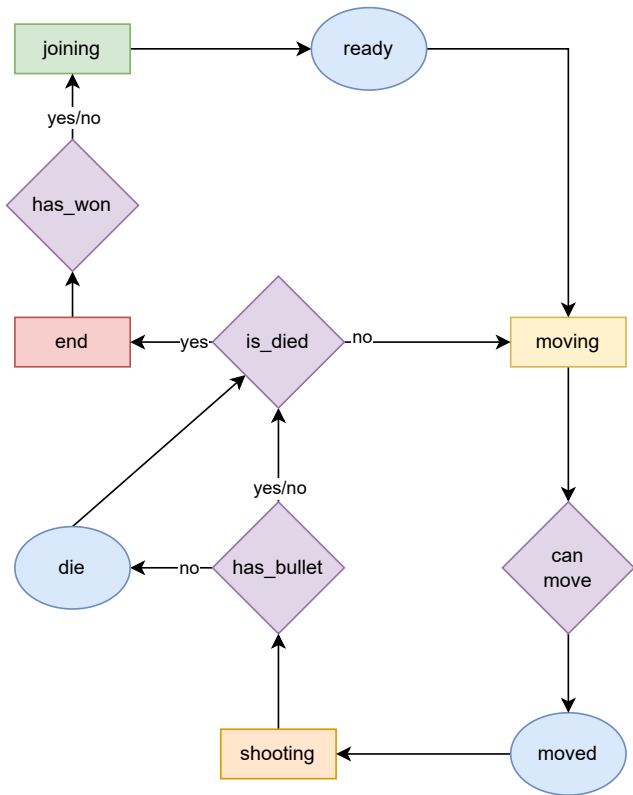 joining
ready
yes/no
has_won
end
yes
is_died
no
moving
yes/no
die
no
has_bullet
can
move
shooting
moved